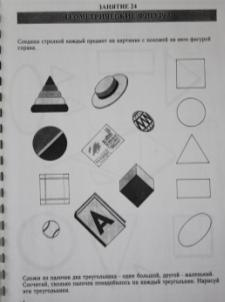 ЗАНЯТИЕ 24
ГЕОМЕТРИЧЕСКИЕ ФИГУРЫ
Соедини стрелкой каждый предмет на картинке с похожей на него фигурой
справа.
А
Сложи из палочек два треугольника - один большой, другой - маленький.
Сосчитай, сколько палочек понадобилось на каждый треугольник. Нарисуй
эти треугольники.